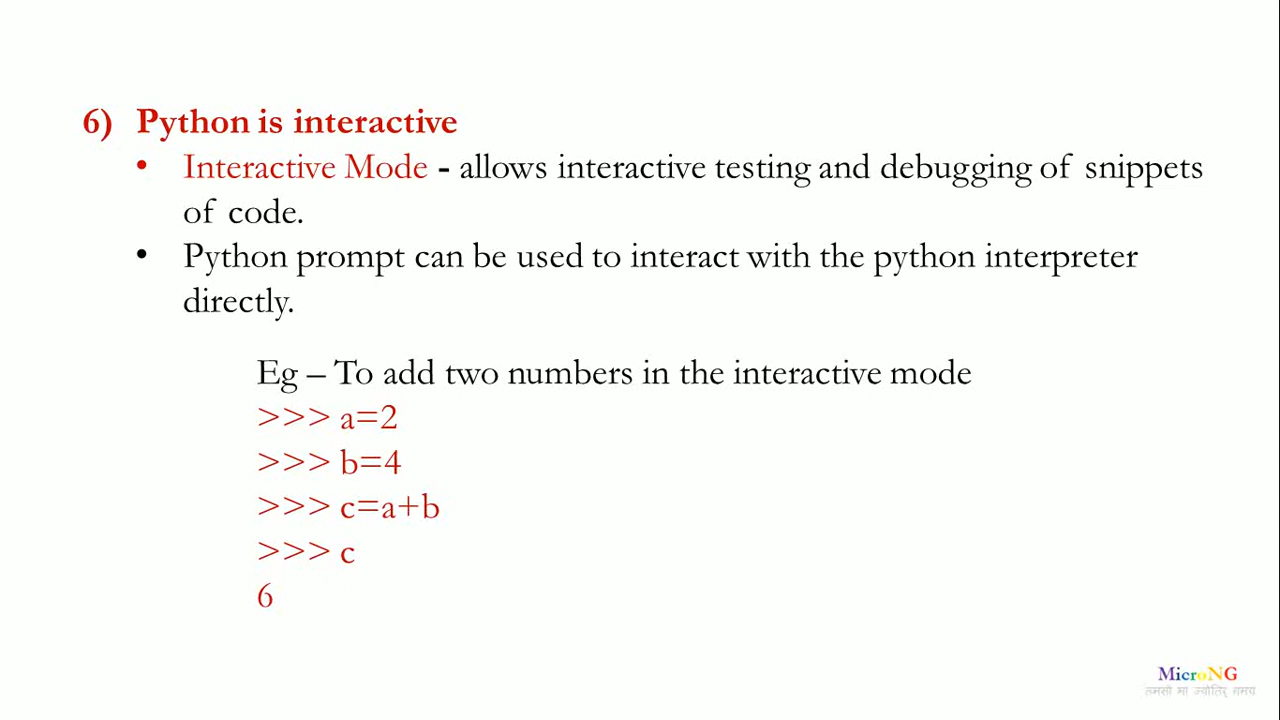 6) Python is interactive
• Interactive Mode - allows interactive testing and debugging of snippets
of code.
• Python prompt can be used to interact with the python interpreter
directly.
Eg – To add two numbers in the interactive mode
>>> a=2
>>> b=4
>>> c=a+b
>>> c
6
MicroNG
तमसो मा ज्योतिर् गमय